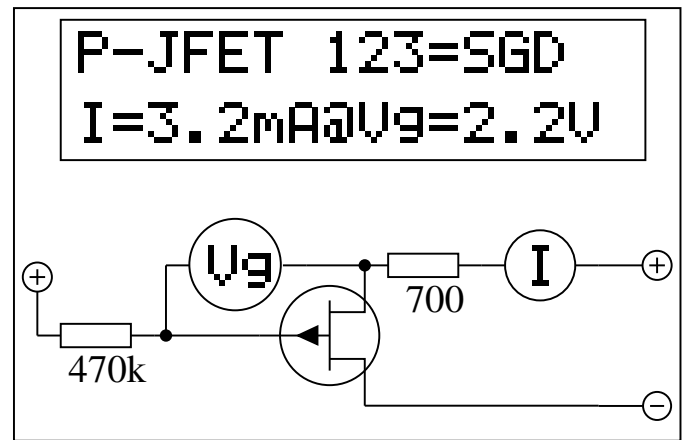 P-JFET 123=SGD
I=3.2mA@Vg=2.2V
Vg
I
+
+
700
470k
-